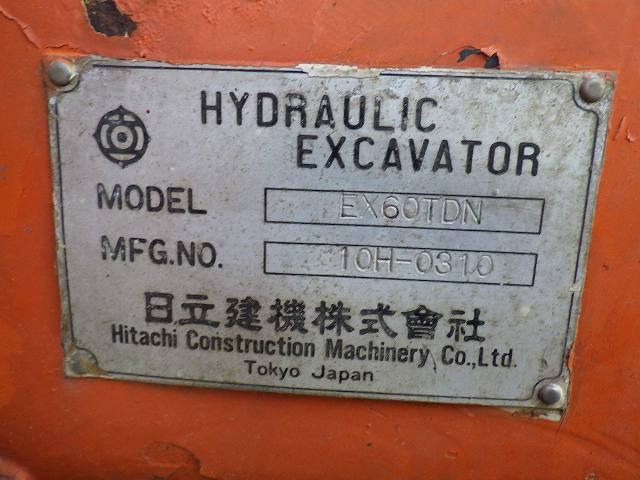 HYDRAULIC
EXCAVATOR
MODEL EX60TDN
MFG.NO. 10H-0310
日立建機株式會社
Hitachi Construction Machinery Co.,Ltd.
Tokyo Japan